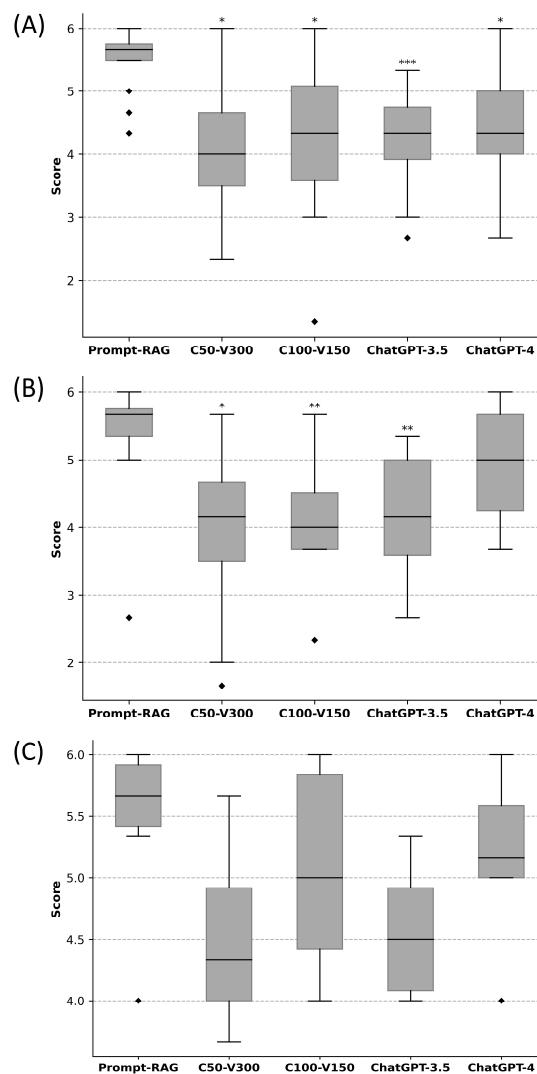 (A)
Score
6
5
4
3
2
* * *** *
Prompt-RAG C50-V300 C100-V150 ChatGPT-3.5 ChatGPT-4
(B)
Score
6
5
4
3
2
* ** **
Prompt-RAG C50-V300 C100-V150 ChatGPT-3.5 ChatGPT-4
(C)
Score
6.0
5.5
5.0
4.5
4.0
Prompt-RAG C50-V300 C100-V150 ChatGPT-3.5 ChatGPT-4